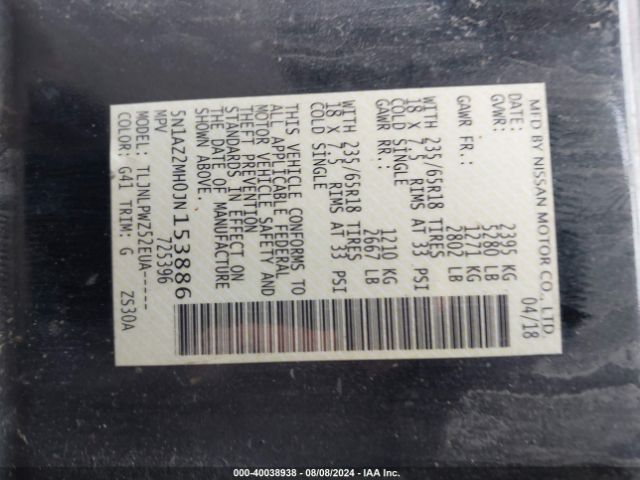 MFD BY NISSAN MOTOR CO., LTD.
DATE: 04/18
GVWR: 2395 KG
5280 LB
GAWR FR.: 1271 KG
2802 LB
WITH 235/65R18 TIRES
18 X 7.5 RIMS AT 33 PSI
COLD SINGLE
GAWR RR.: 1210 KG
2667 LB
WITH 235/65R18 TIRES
18 X 7.5 RIMS AT 33 PSI
COLD SINGLE
THIS VEHICLE CONFORMS TO
ALL APPLICABLE FEDERAL
MOTOR VEHICLE SAFETY AND
THEFT PREVENTION
STANDARDS IN EFFECT ON
THE DATE OF MANUFACTURE
SHOWN ABOVE.
5N1AZ2MH0JN153886
MPV 725396
MODEL: TLJNLPWZ52EUA-----
COLOR: G41 TRIM: G ZS30A
000-40038938 - 08/08/2024 - IAA Inc.